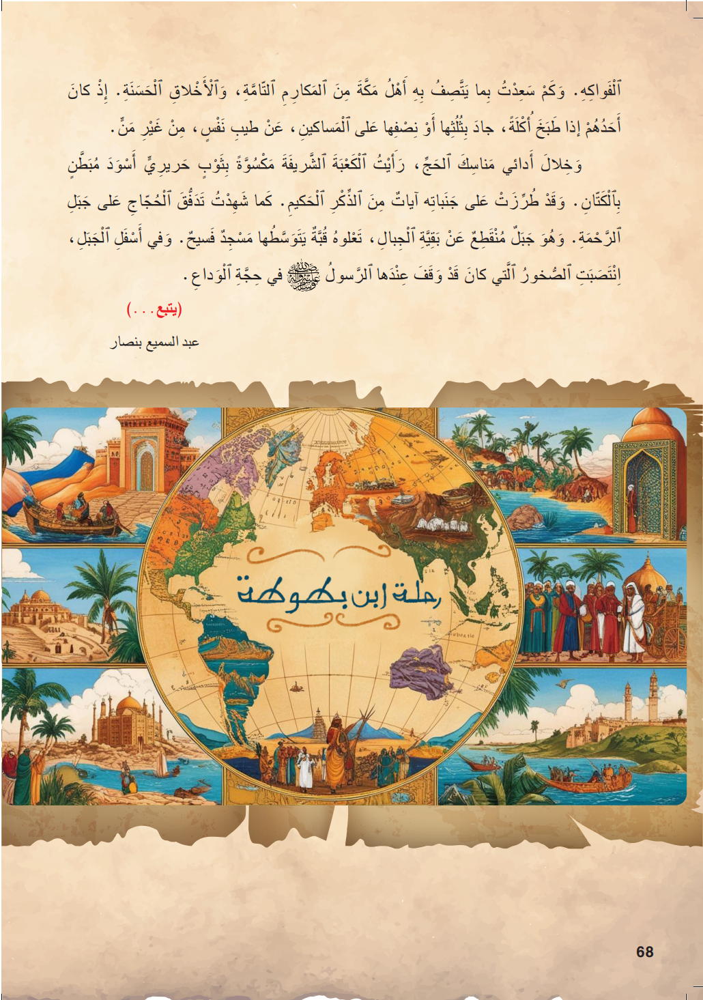 ٱلْفَواكِهِ. وَكَمْ سَعِدْتُ بِما يَتَّصِفُ بِهِ أَهْلُ مَكَّةَ مِنَ ٱلمَكارِمِ ٱلتّامَّةِ، وَٱلْأَخْلاقِ ٱلْحَسَنَةِ. إِذْ كانَ
أَحَدُهُمْ إذا طَبَخَ أُكْلَةً، جادَ بِثُلُثِها أَوْ نِصْفِها عَلى ٱلْمَساكينِ، عَنْ طيبِ نَفْسٍ، مِنْ غَيْرِ مَنٍّ.
وَخِلالَ أَدائي مَناسِكَ ٱلحَجِّ، رَأَيْتُ ٱلْكَعْبَةَ ٱلشَّريفَةَ مَكْسُوَّةً بِثَوْبٍ حَريرِيٍّ أَسْوَدَ مُبَطَّنٍ
بِٱلْكَتّانِ. وَقَدْ طُرِّزَتْ عَلى جَنَباتِه آياتٌ مِنَ ٱلذِّكْرِ ٱلْحَكيمِ. كَما شَهِدْتُ تَدَفُّقَ ٱلْحُجّاجِ عَلى جَبَلِ
ٱلرَّحْمَةِ. وَهُوَ جَبَلٌ مُنْقَطِعٌ عَنْ بَقِيَّةِ ٱلْجِبالِ، تَعْلوهُ قُبَّةٌ يَتَوَسَّطُها مَسْجِدٌ فَسيحٌ. وَفي أَسْفَلِ ٱلْجَبَلِ،
اِنْتَصَبَتِ ٱلصُّخورُ ٱلَّتي كانَ قَدْ وَقَفَ عِنْدَها ٱلرَّسولُ ﷺ في حِجَّةِ ٱلْوَداعِ.
(يتبع...)
عبد السميع بنصار
رحلة ابن بطوطة
68